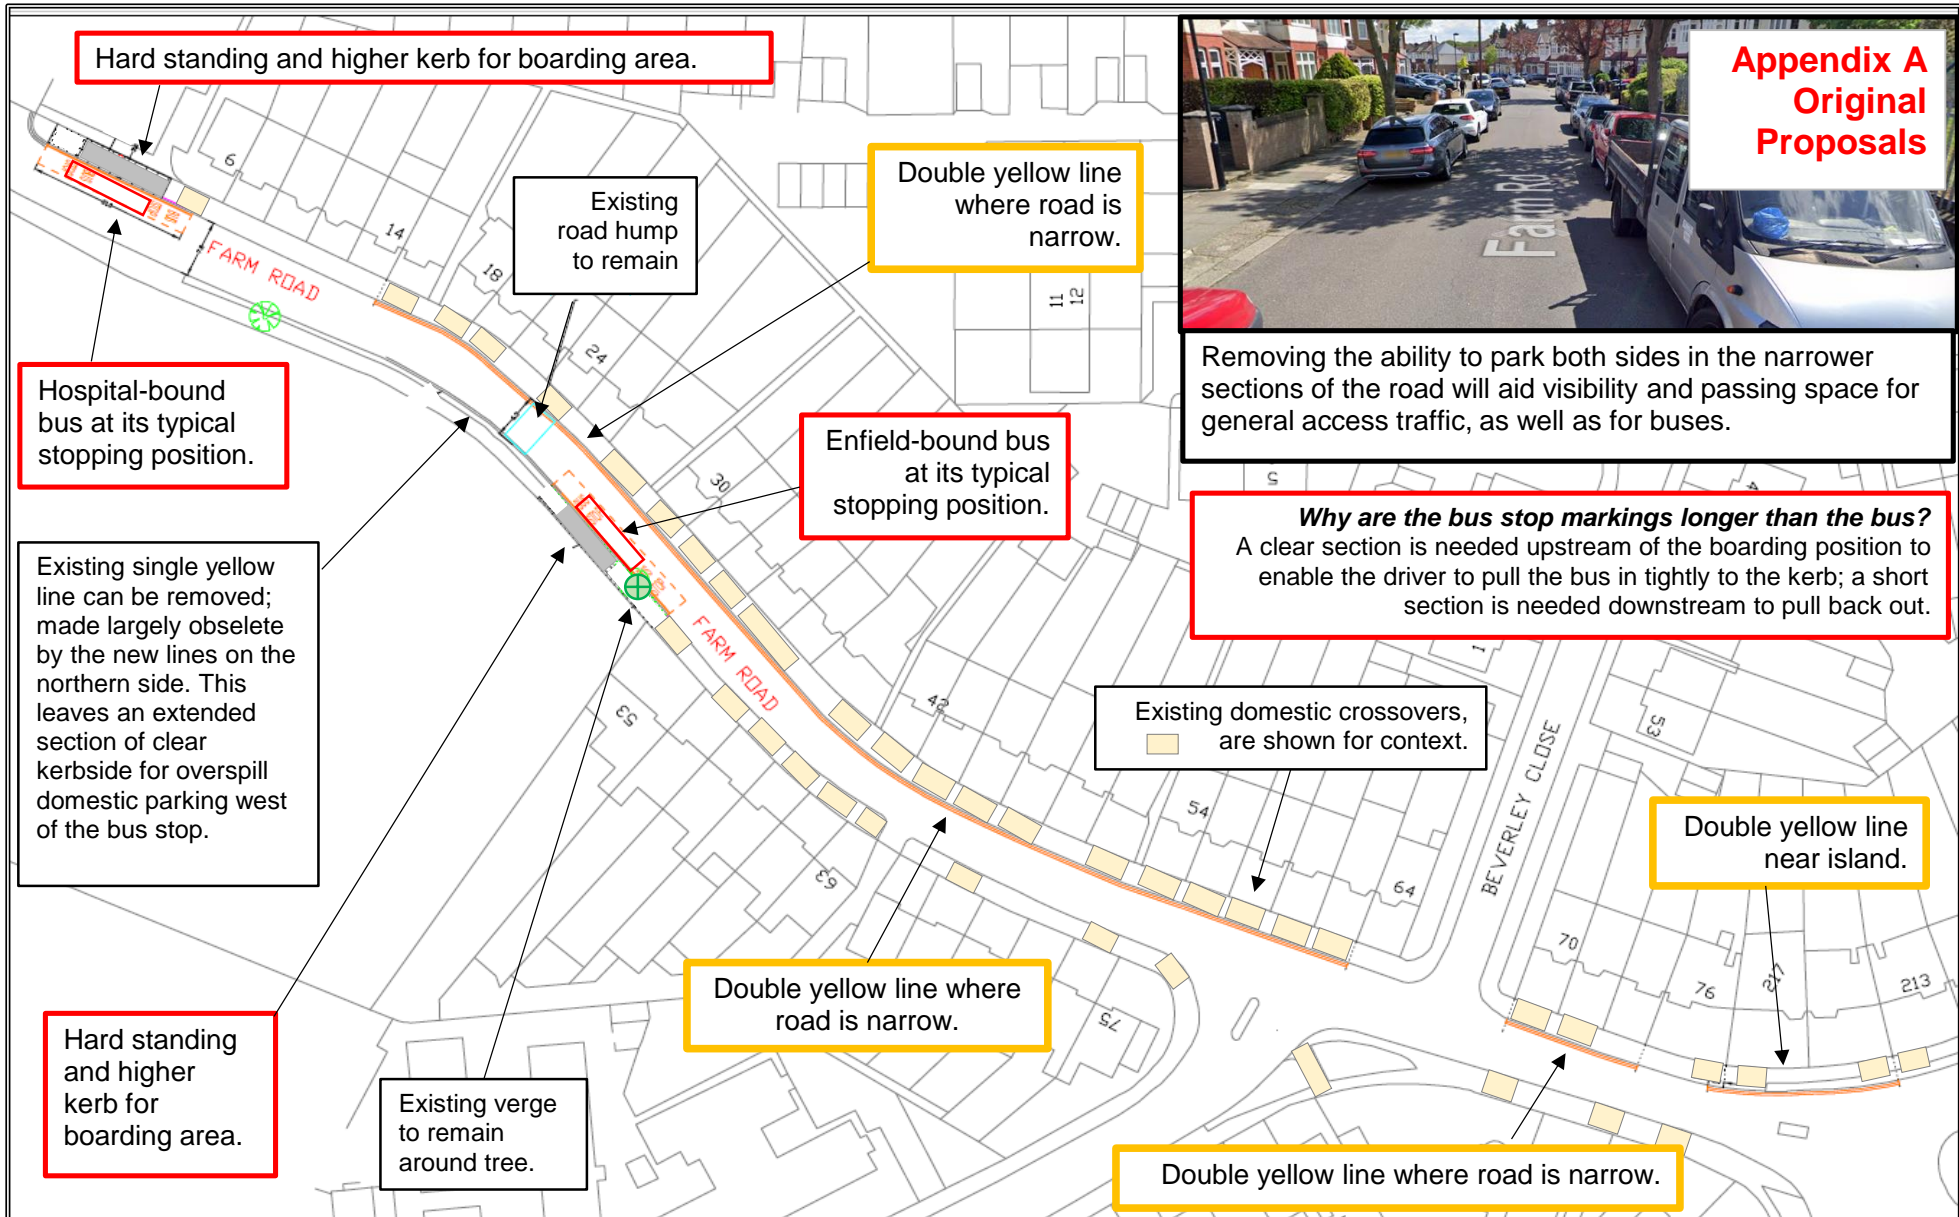 Hard standing and higher kerb for boarding area.
Appendix A
Original
Proposals
Farm Rd
Removing the ability to park both sides in the narrower
sections of the road will aid visibility and passing space for
general access traffic, as well as for buses.
Double yellow line
where road is
narrow.
Existing
road hump
to remain
6
14
18
24
30
11
12
FARM ROAD
Hospital-bound
bus at its typical
stopping position.
Enfield-bound bus
at its typical
stopping position.
Why are the bus stop markings longer than the bus?
A clear section is needed upstream of the boarding position to
enable the driver to pull the bus in tightly to the kerb; a short
section is needed downstream to pull back out.
5
4
1
Existing single yellow
line can be removed;
made largely obselete
by the new lines on the
northern side. This
leaves an extended
section of clear
kerbside for overspill
domestic parking west
of the bus stop.
FARM ROAD
53
42
Existing domestic crossovers,
are shown for context.
53
BEVERLEY CLOSE
54
64
63
Double yellow line
near island.
70
76
217
213
75
Double yellow line where
road is narrow.
Hard standing
and higher
kerb for
boarding area.
Existing verge
to remain
around tree.
Double yellow line where road is narrow.